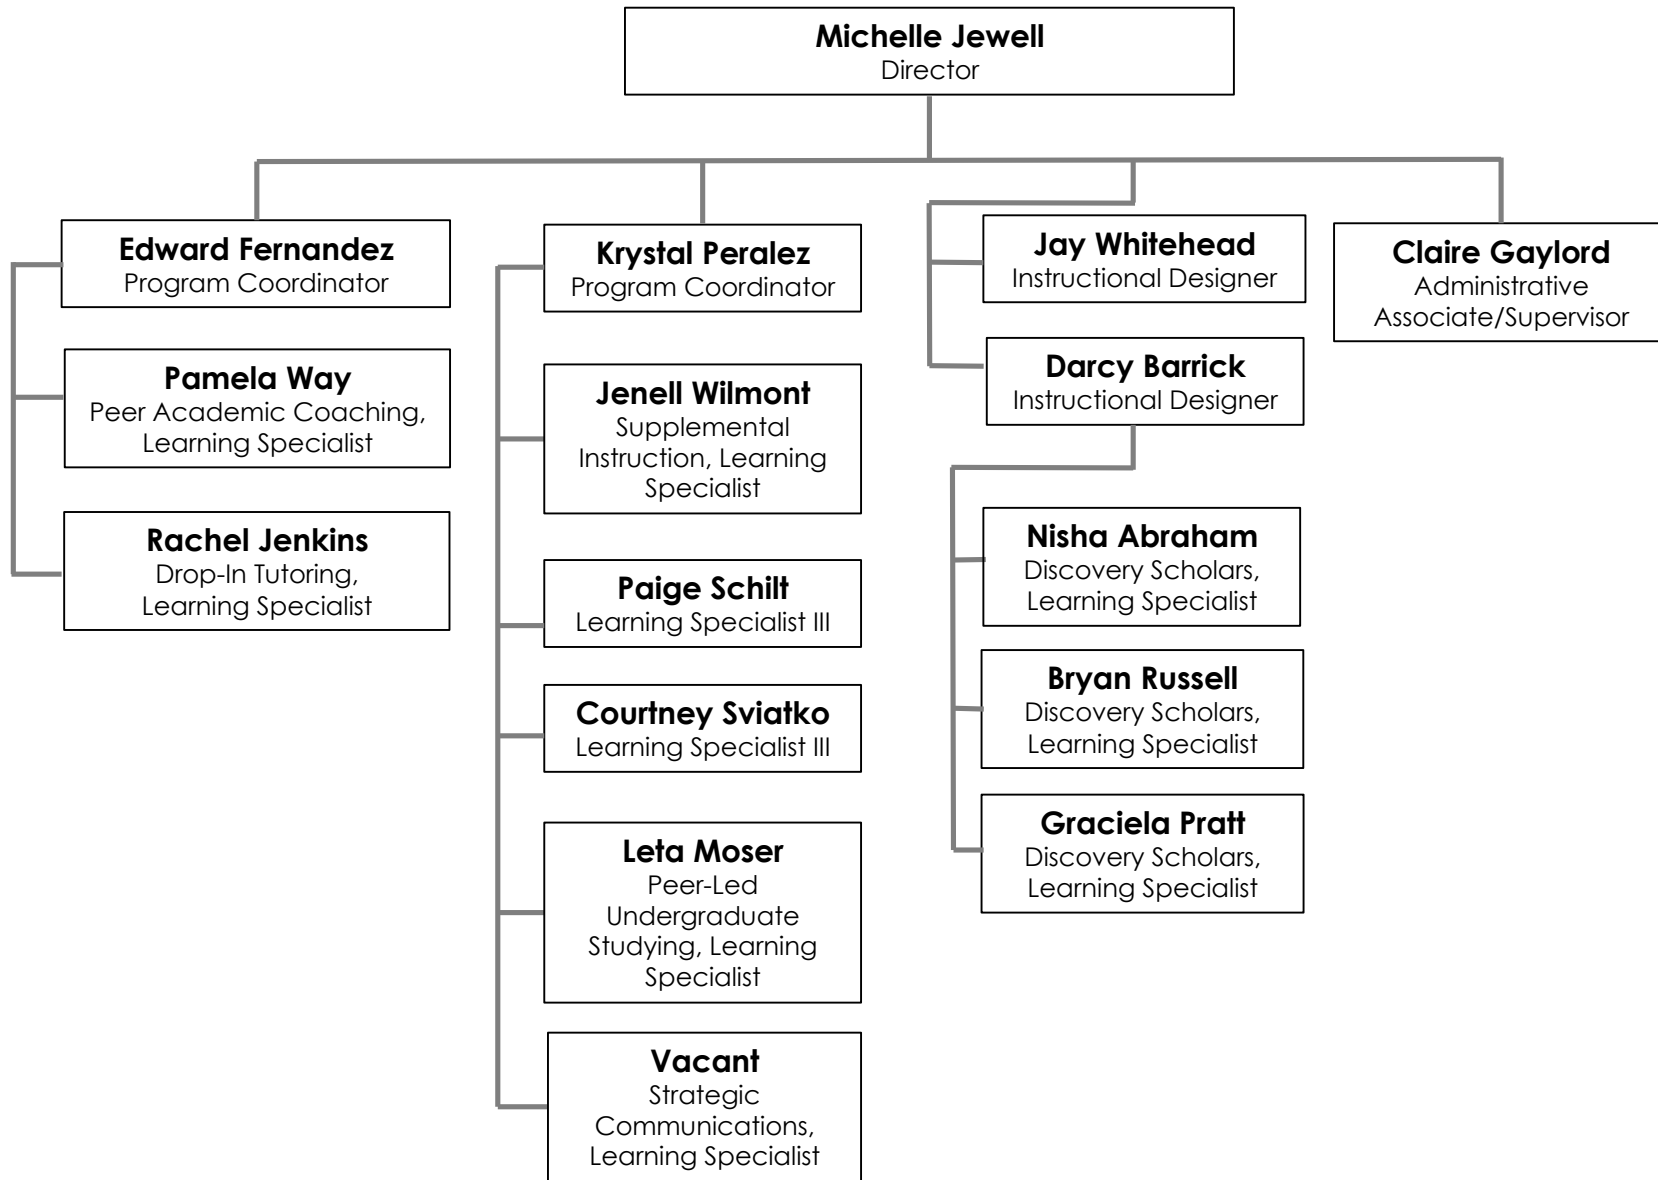 Michelle Jewell
Director
Edward Fernandez
Program Coordinator
Pamela Way
Peer Academic Coaching,
Learning Specialist
Rachel Jenkins
Drop-In Tutoring,
Learning Specialist
Krystal Peralez
Program Coordinator
Jenell Wilmont
Supplemental
Instruction, Learning
Specialist
Paige Schilt
Learning Specialist III
Courtney Sviatko
Learning Specialist III
Leta Moser
Peer-Led
Undergraduate
Studying, Learning
Specialist
Vacant
Strategic
Communications,
Learning Specialist
Jay Whitehead
Instructional Designer
Darcy Barrick
Instructional Designer
Nisha Abraham
Discovery Scholars,
Learning Specialist
Bryan Russell
Discovery Scholars,
Learning Specialist
Graciela Pratt
Discovery Scholars,
Learning Specialist
Claire Gaylord
Administrative
Associate/Supervisor